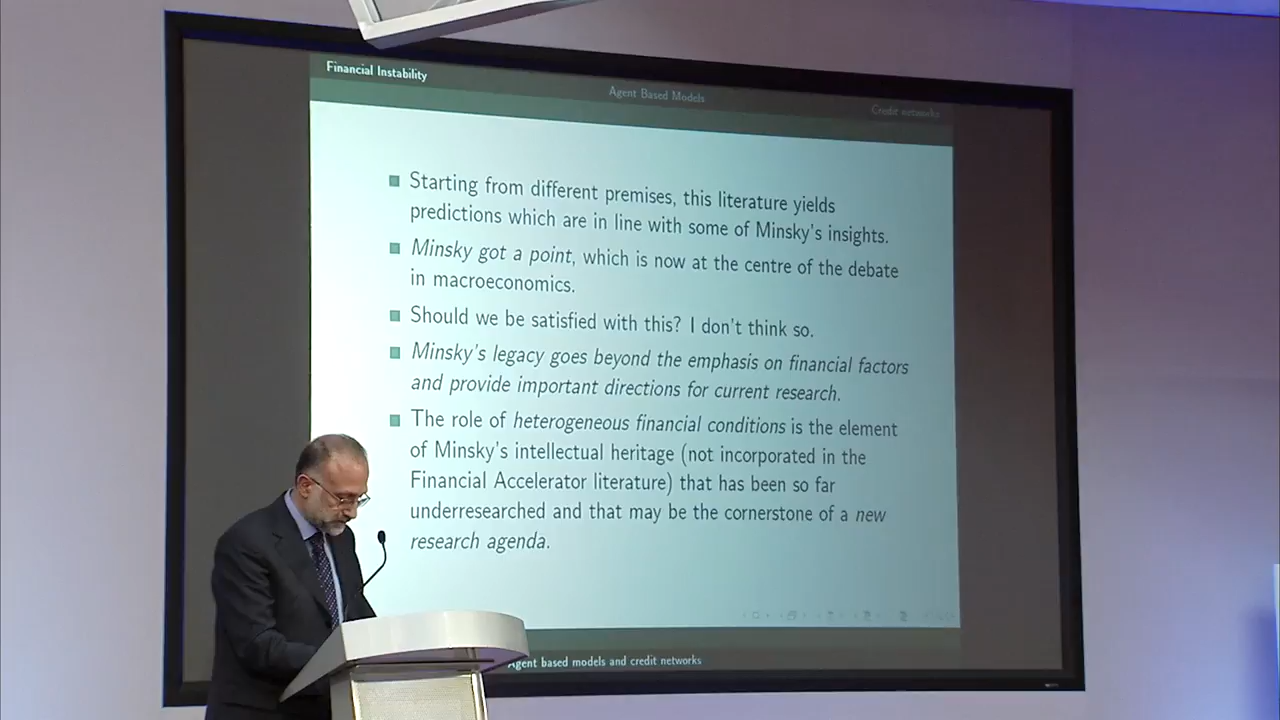 Financial Instability
Agent Based Models
Credit networks
Starting from different premises, this literature yields
predictions which are in line with some of Minsky's insights.
Minsky got a point, which is now at the centre of the debate
in macroeconomics.
Should we be satisfied with this? I don't think so.
Minsky's legacy goes beyond the emphasis on financial factors
and provide important directions for current research.
The role of heterogeneous financial conditions is the element
of Minsky's intellectual heritage (not incorporated in the
Financial Accelerator literature) that has been so far
underresearched and that may be the cornerstone of a new
research agenda.
Agent based models and credit networks